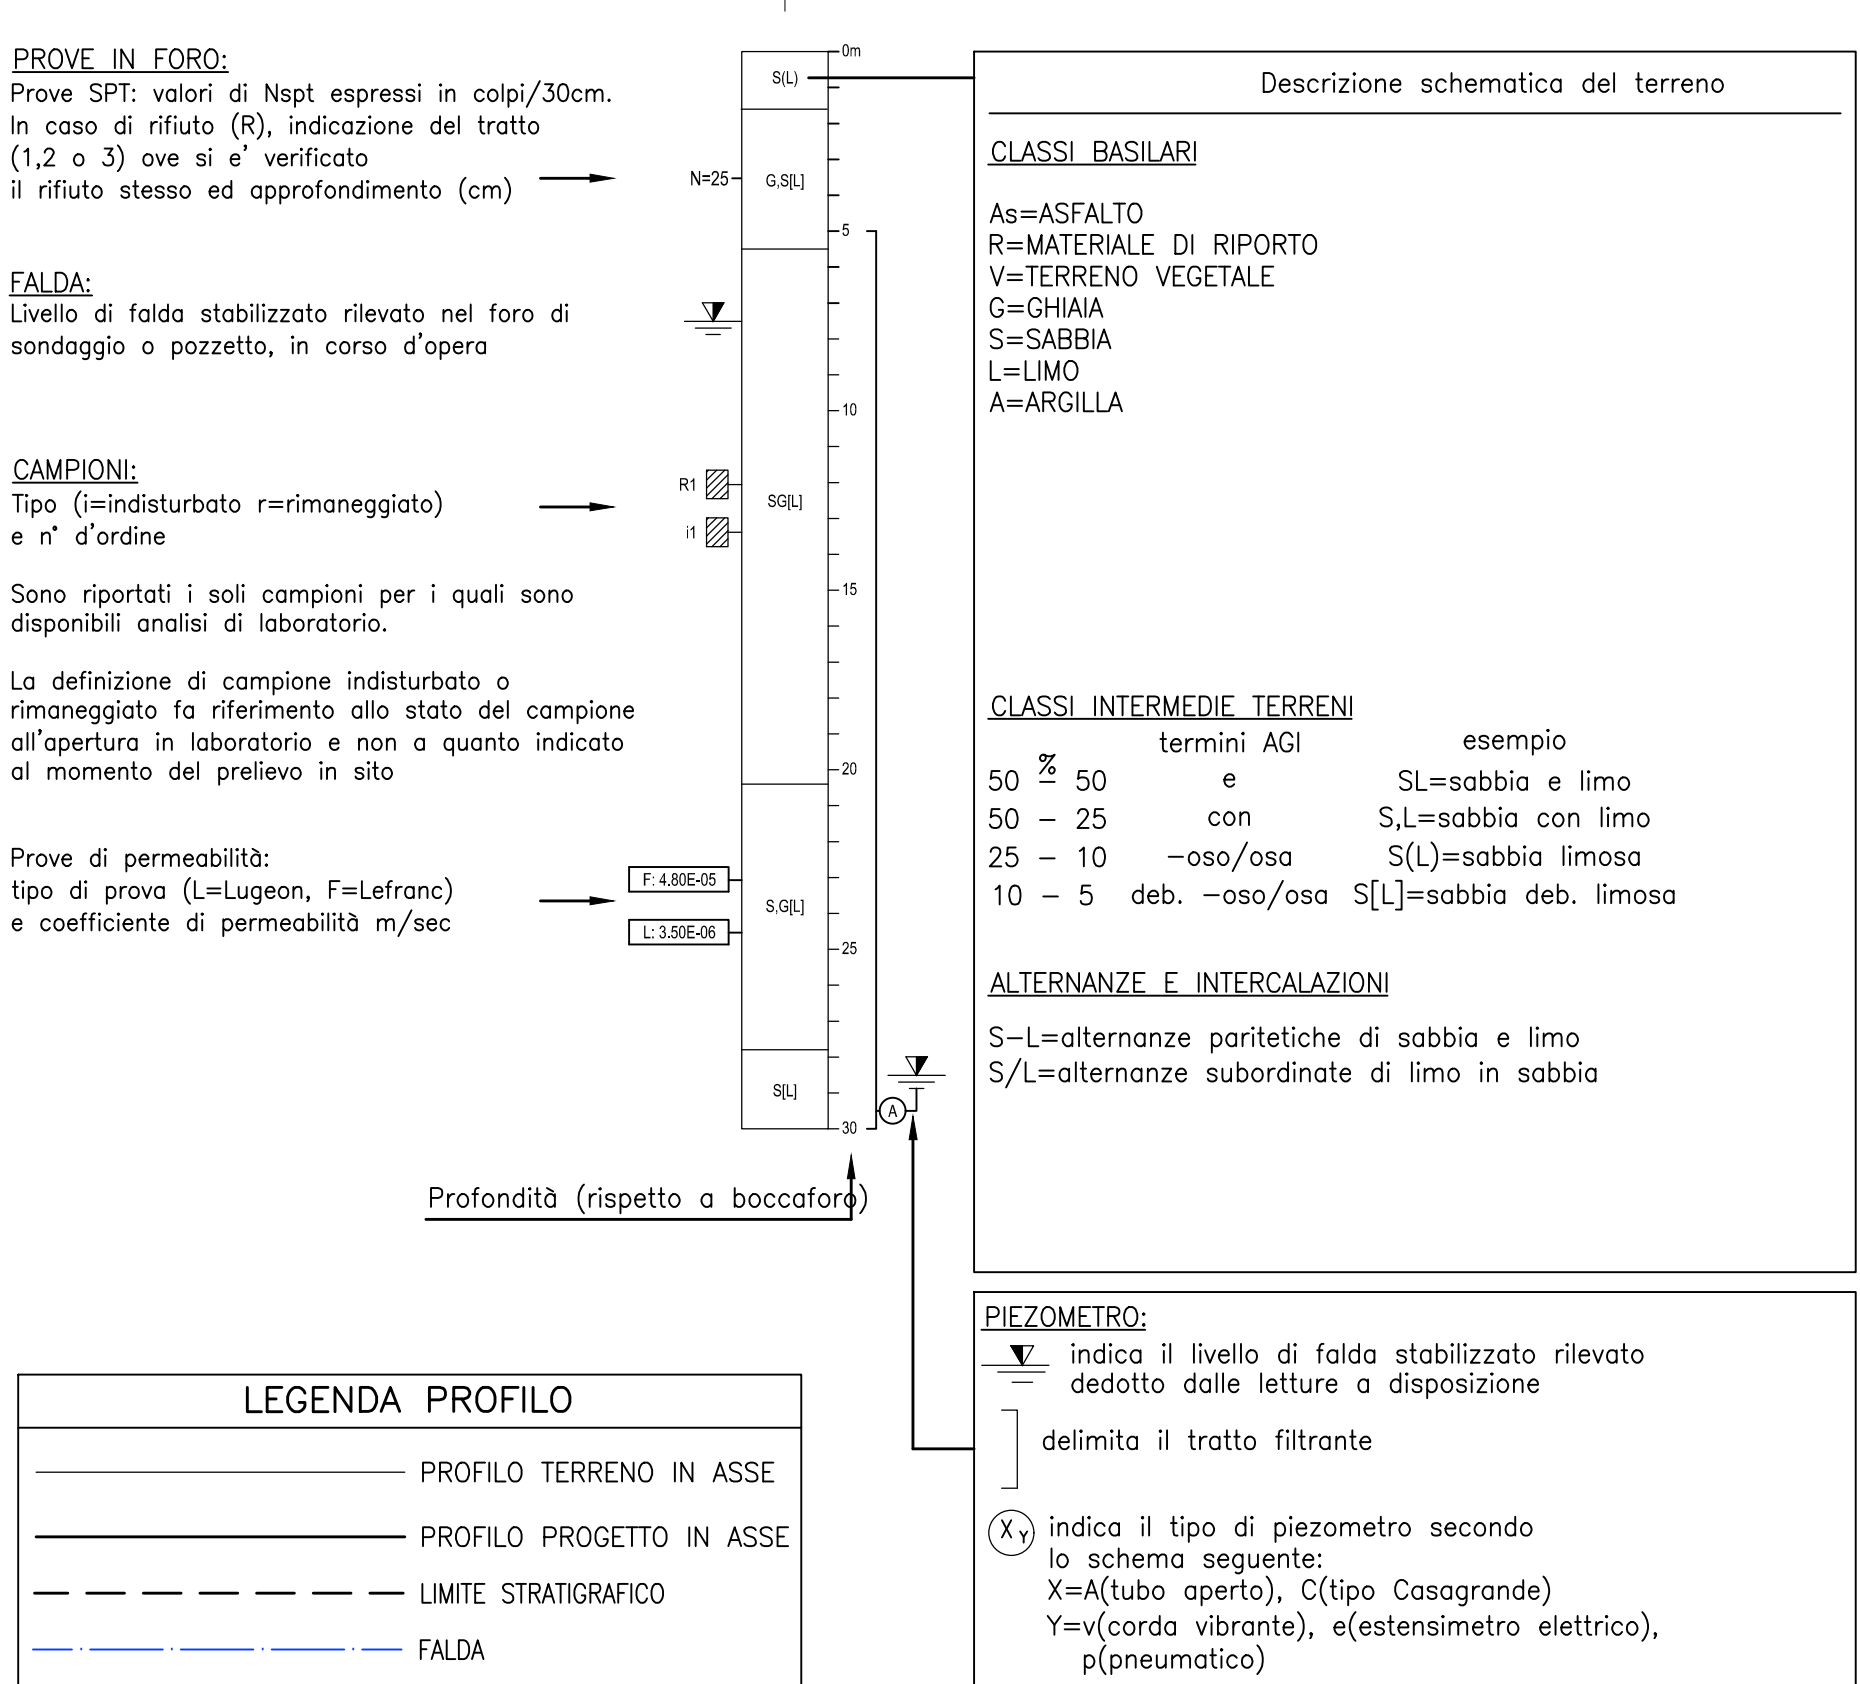 PROVE IN FORO:
Prove SPT: valori di Nspt espressi in colpi/30cm.
In caso di rifiuto (R), indicazione del tratto
(1,2 o 3) ove si e' verificato
il rifiuto stesso ed approfondimento (cm)
FALDA:
Livello di falda stabilizzato rilevato nel foro di
sondaggio o pozzetto, in corso d'opera
CAMPIONI:
Tipo (i=indisturbato r=rimaneggiato)
e n° d'ordine
Sono riportati i soli campioni per i quali sono
disponibili analisi di laboratorio.
La definizione di campione indisturbato o
rimaneggiato fa riferimento allo stato del campione
all'apertura in laboratorio e non a quanto indicato
al momento del prelievo in sito
Prove di permeabilità:
tipo di prova (L=Lugeon, F=Lefranc)
e coefficiente di permeabilità m/sec
0m
S(L)
N=25
G,S[L]
5
10
R1
SG[L]
i1
15
20
F: 4.80E-05
S,G[L]
L: 3.50E-06
25
S[L]
A
30
Profondità (rispetto a boccaforo)
Descrizione schematica del terreno
CLASSI BASILARI
As=ASFALTO
R=MATERIALE DI RIPORTO
V=TERRENO VEGETALE
G=GHIAIA
S=SABBIA
L=LIMO
A=ARGILLA
CLASSI INTERMEDIE TERRENI
% termini AGI esempio
50 – 50 e SL=sabbia e limo
50 – 25 con S,L=sabbia con limo
25 – 10 –oso/osa S(L)=sabbia limosa
10 – 5 deb. –oso/osa S[L]=sabbia deb. limosa
ALTERNANZE E INTERCALAZIONI
S–L=alternanze paritetiche di sabbia e limo
S/L=alternanze subordinate di limo in sabbia
PIEZOMETRO:
indica il livello di falda stabilizzato rilevato
dedotto dalle letture a disposizione
delimita il tratto filtrante
XY indica il tipo di piezometro secondo
lo schema seguente:
X=A(tubo aperto), C(tipo Casagrande)
Y=v(corda vibrante), e(estensimetro elettrico),
p(pneumatico)
LEGENDA PROFILO
PROFILO TERRENO IN ASSE
PROFILO PROGETTO IN ASSE
LIMITE STRATIGRAFICO
FALDA